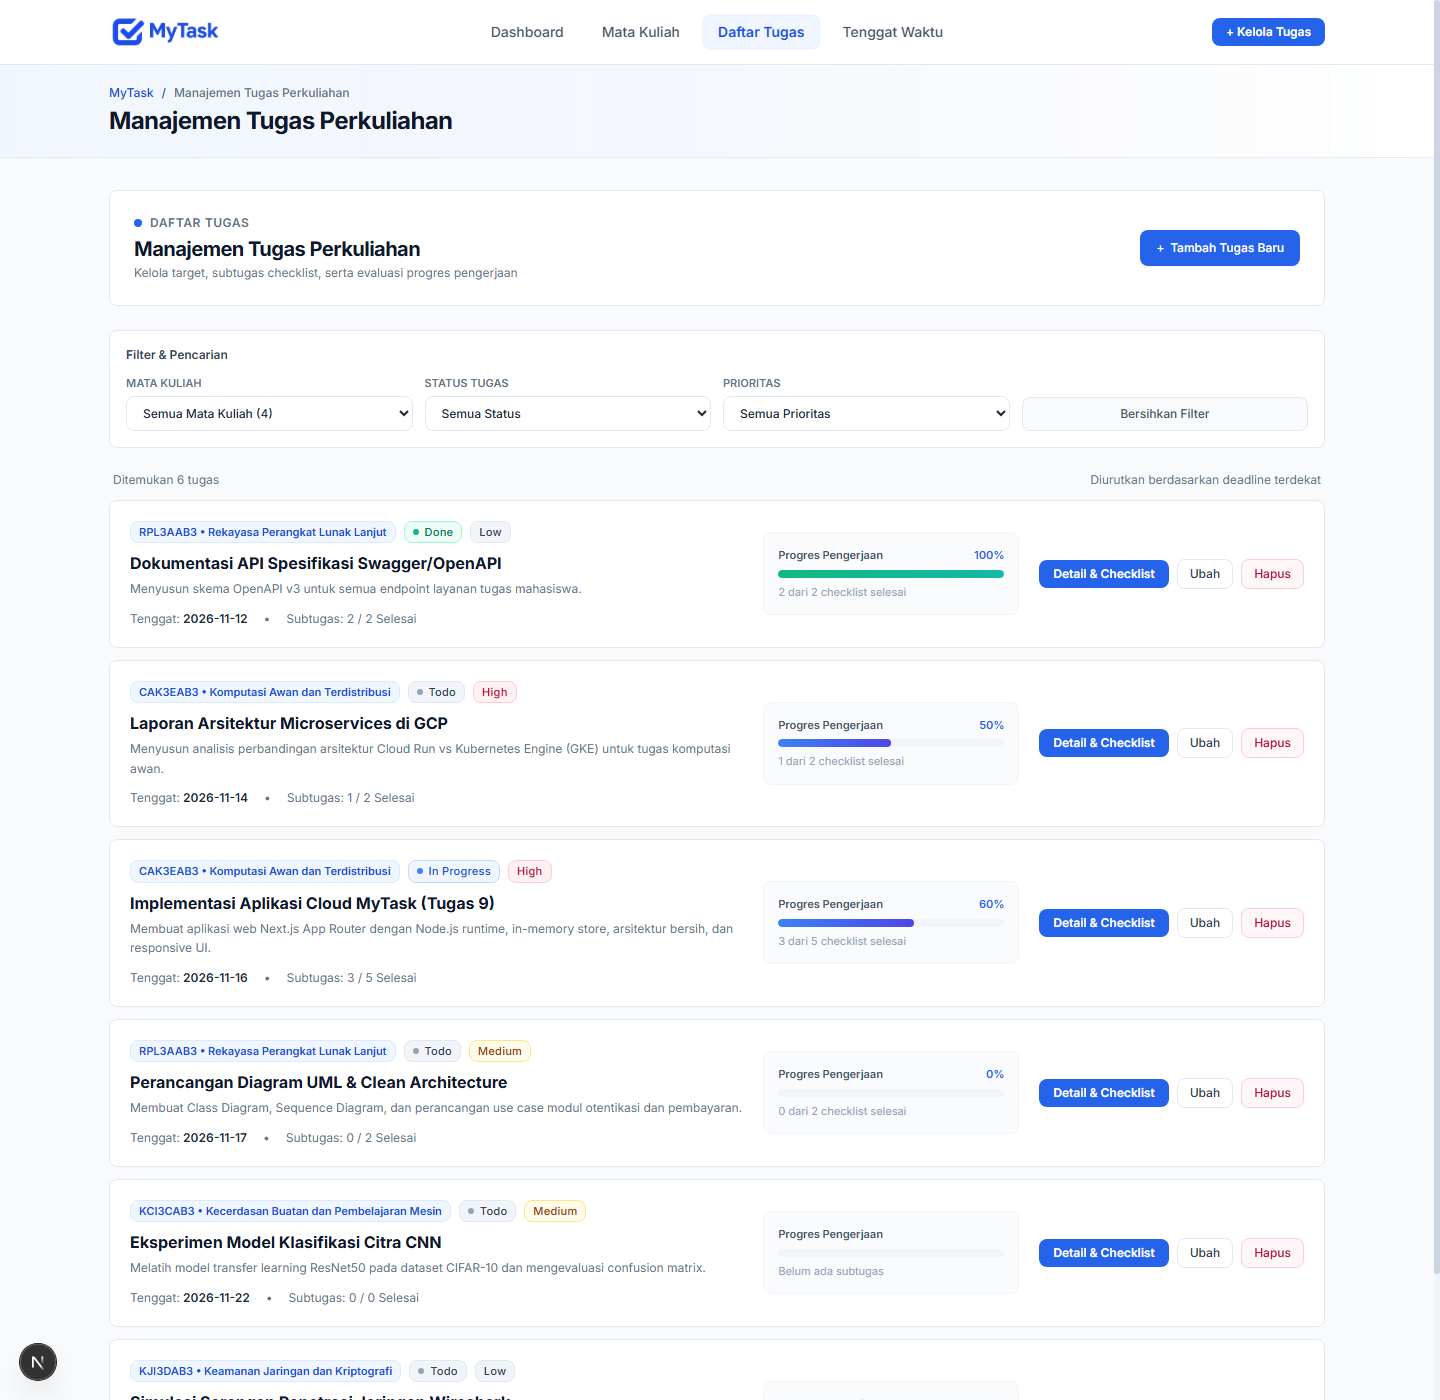 MyTask
Dashboard
Mata Kuliah
Daftar Tugas
Tenggat Waktu
+ Kelola Tugas
MyTask / Manajemen Tugas Perkuliahan
Manajemen Tugas Perkuliahan
DAFTAR TUGAS
Manajemen Tugas Perkuliahan
Kelola target, subtugas checklist, serta evaluasi progres pengerjaan
+ Tambah Tugas Baru
Filter & Pencarian
MATA KULIAH
Semua Mata Kuliah (4)
STATUS TUGAS
Semua Status
PRIORITAS
Semua Prioritas
Bersihkan Filter
Ditemukan 6 tugas
Diurutkan berdasarkan deadline terdekat
RPL3AAB3 • Rekayasa Perangkat Lunak Lanjut
Done
Low
Dokumentasi API Spesifikasi Swagger/OpenAPI
Menyusun skema OpenAPI v3 untuk semua endpoint layanan tugas mahasiswa.
Tenggat: 2026-11-12 • Subtugas: 2 / 2 Selesai
Progres Pengerjaan 100%
2 dari 2 checklist selesai
Detail & Checklist
Ubah
Hapus
CAK3EAB3 • Komputasi Awan dan Terdistribusi
Todo
High
Laporan Arsitektur Microservices di GCP
Menyusun analisis perbandingan arsitektur Cloud Run vs Kubernetes Engine (GKE) untuk tugas komputasi
awan.
Tenggat: 2026-11-14 • Subtugas: 1 / 2 Selesai
Progres Pengerjaan 50%
1 dari 2 checklist selesai
Detail & Checklist
Ubah
Hapus
CAK3EAB3 • Komputasi Awan dan Terdistribusi
In Progress
High
Implementasi Aplikasi Cloud MyTask (Tugas 9)
Membuat aplikasi web Next.js App Router dengan Node.js runtime, in-memory store, arsitektur bersih, dan
responsive UI.
Tenggat: 2026-11-16 • Subtugas: 3 / 5 Selesai
Progres Pengerjaan 60%
3 dari 5 checklist selesai
Detail & Checklist
Ubah
Hapus
RPL3AAB3 • Rekayasa Perangkat Lunak Lanjut
Todo
Medium
Perancangan Diagram UML & Clean Architecture
Membuat Class Diagram, Sequence Diagram, dan perancangan use case modul otentikasi dan pembayaran.
Tenggat: 2026-11-17 • Subtugas: 0 / 2 Selesai
Progres Pengerjaan 0%
0 dari 2 checklist selesai
Detail & Checklist
Ubah
Hapus
KCI3CAB3 • Kecerdasan Buatan dan Pembelajaran Mesin
Todo
Medium
Eksperimen Model Klasifikasi Citra CNN
Melatih model transfer learning ResNet50 pada dataset CIFAR-10 dan mengevaluasi confusion matrix.
Tenggat: 2026-11-22 • Subtugas: 0 / 0 Selesai
Progres Pengerjaan
Belum ada subtugas
Detail & Checklist
Ubah
Hapus
N
KJI3DAB3 • Keamanan Jaringan dan Kriptografi
Todo
Low